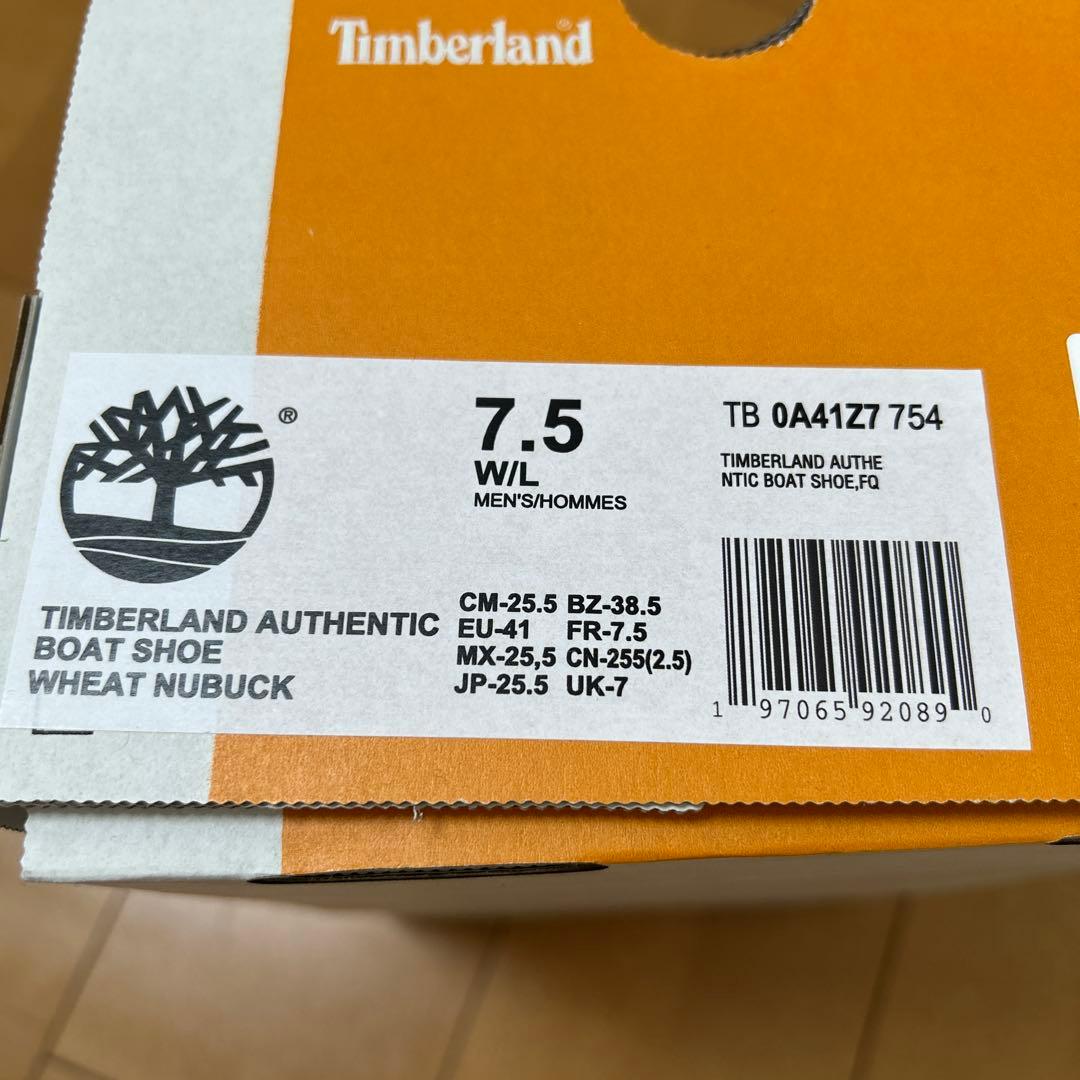 Timberland®
®
7.5
W/L
MEN'S/HOMMES
TB 0A41Z7 754
TIMBERLAND AUTHE
NTIC BOAT SHOE,FQ
TIMBERLAND AUTHENTIC
BOAT SHOE
WHEAT NUBUCK
CM-25.5 BZ-38.5
EU-41 FR-7.5
MX-25,5 CN-255(2.5)
JP-25.5 UK-7
1 97065 92089 0